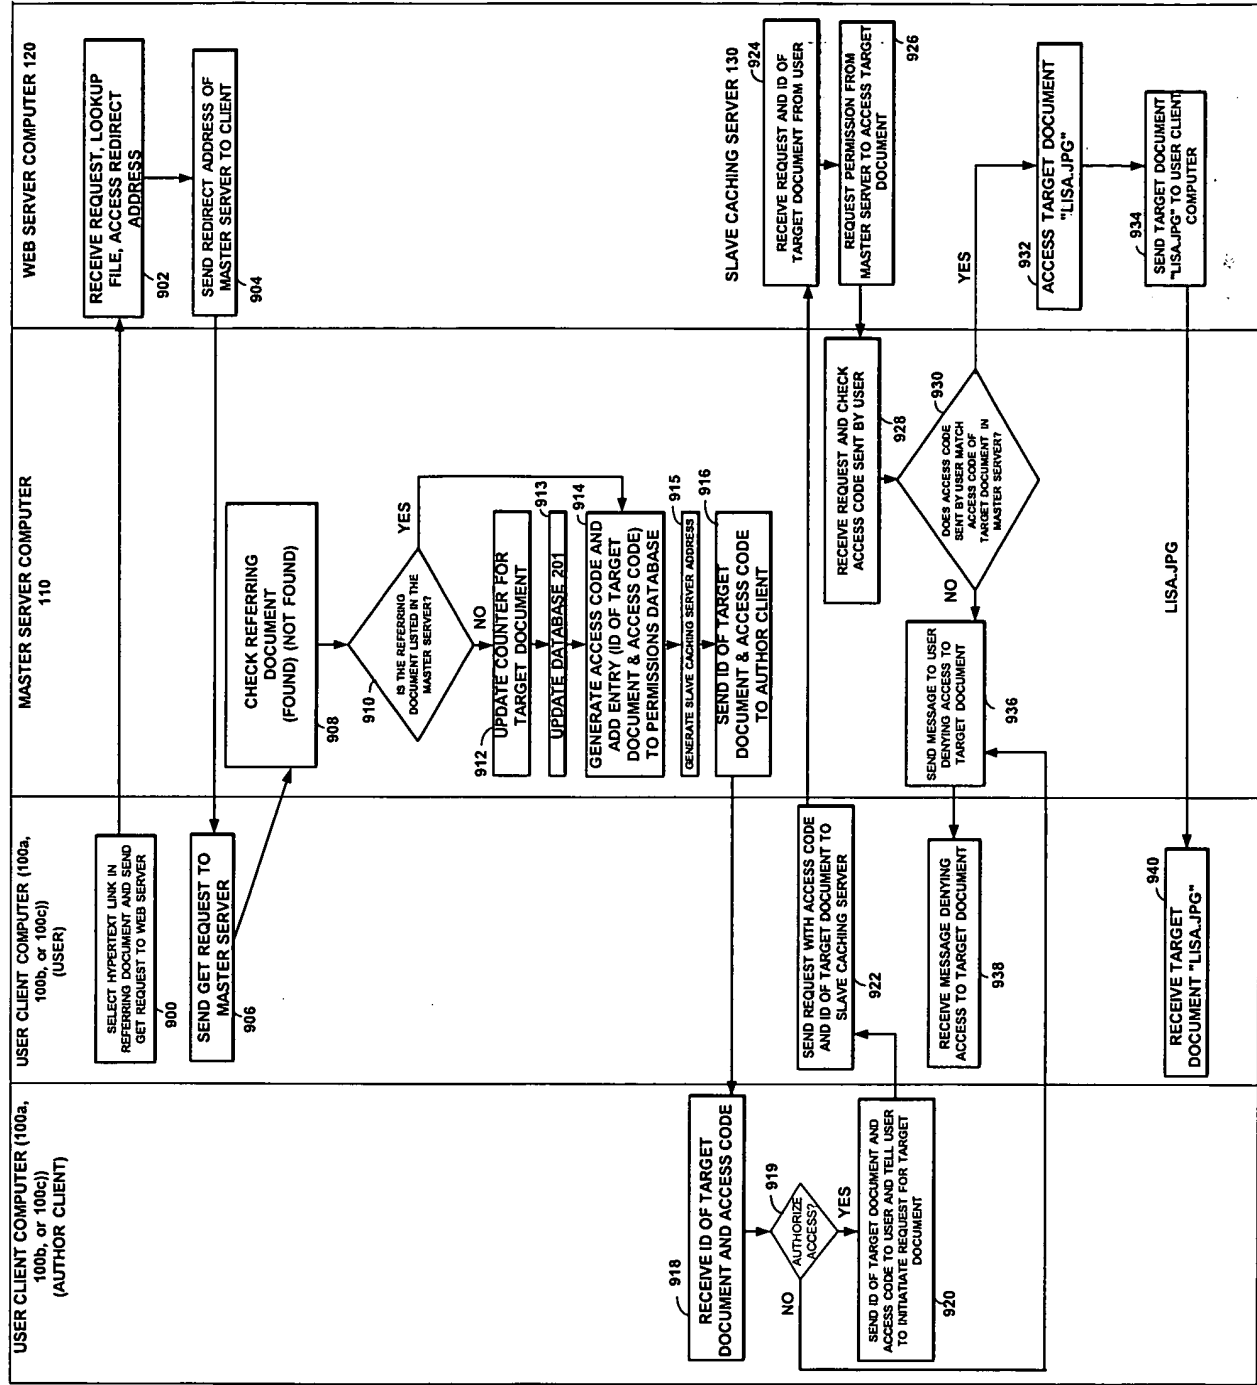 USER CLIENT COMPUTER (100a,
100b, or 100c))
(AUTHOR CLIENT)
USER CLIENT COMPUTER (100a,
100b, or 100c))
(USER)
MASTER SERVER COMPUTER
110
WEB SERVER COMPUTER 120
SELECT HYPERTEXT LINK IN
REFERRING DOCUMENT AND SEND
GET REQUEST TO WEB SERVER
900
RECEIVE REQUEST, LOOKUP
FILE, ACCESS REDIRECT
ADDRESS
902
SEND REDIRECT ADDRESS OF
MASTER SERVER TO CLIENT
904
SEND GET REQUEST TO
MASTER SERVER
906
CHECK REFERRING
DOCUMENT
(FOUND) (NOT FOUND)
908
910
IS THE REFERRING
DOCUMENT LISTED IN THE
MASTER SERVER?
YES
NO
912
UPDATE COUNTER FOR
TARGET DOCUMENT
913
UPDATE DATABASE 201
914
GENERATE ACCESS CODE AND
ADD ENTRY (ID OF TARGET
DOCUMENT & ACCESS CODE)
TO PERMISSIONS DATABASE
915
GENERATE SLAVE CACHING SERVER ADDRESS
916
SEND ID OF TARGET
DOCUMENT & ACCESS CODE
TO AUTHOR CLIENT
918
RECEIVE ID OF TARGET
DOCUMENT AND ACCESS CODE
919
AUTHORIZE
ACCESS?
NO
YES
SEND ID OF TARGET DOCUMENT AND
ACCESS CODE TO USER AND TELL USER
TO INITIATIATE REQUEST FOR TARGET
DOCUMENT
920
SEND REQUEST WITH ACCESS CODE
AND ID OF TARGET DOCUMENT TO
SLAVE CACHING SERVER
922
SLAVE CACHING SERVER 130
924
RECEIVE REQUEST AND ID OF
TARGET DOCUMENT FROM USER
REQUEST PERMISSION FROM
MASTER SERVER TO ACCESS TARGET
DOCUMENT
926
RECEIVE REQUEST AND CHECK
ACCESS CODE SENT BY USER
928
930
DOES ACCESS CODE
SENT BY USER MATCH
ACCESS CODE OF
TARGET DOCUMENT IN
MASTER SERVER?
NO
YES
932
ACCESS TARGET DOCUMENT
"LISA.JPG"
934
SEND TARGET DOCUMENT
"LISA.JPG" TO USER CLIENT
COMPUTER
SEND MESSAGE TO USER
DENYING ACCESS TO
TARGET DOCUMENT
936
RECEIVE MESSAGE DENYING
ACCESS TO TARGET DOCUMENT
938
LISA.JPG
940
RECEIVE TARGET
DOCUMENT "LISA.JPG"